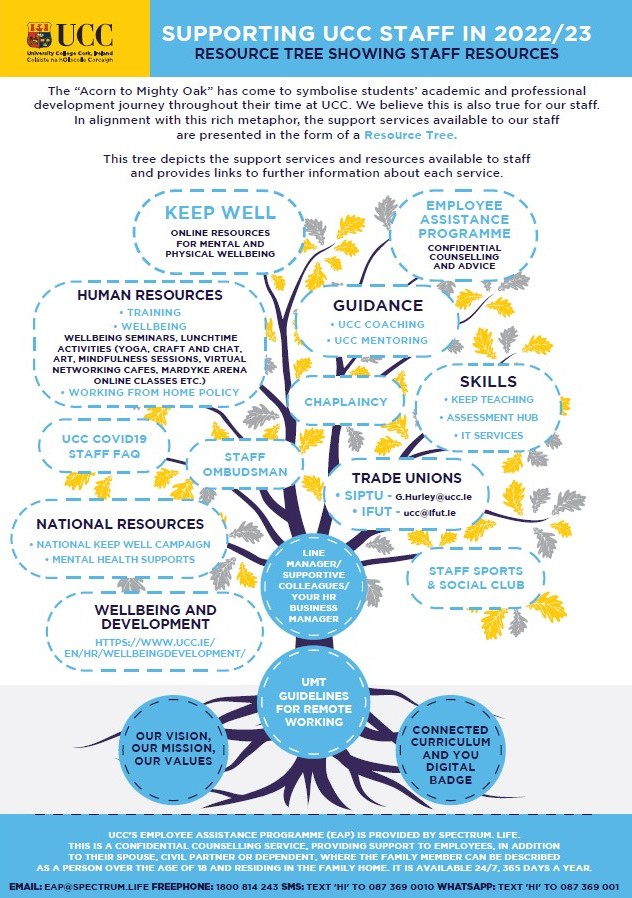 UCC
University College Cork, Ireland
Coláiste na hOllscoile Corcaigh
SUPPORTING UCC STAFF IN 2022/23
RESOURCE TREE SHOWING STAFF RESOURCES
The “Acorn to Mighty Oak” has come to symbolise students’ academic and professional
development journey throughout their time at UCC. We believe this is also true for our staff.
In alignment with this rich metaphor, the support services available to our staff
are presented in the form of a Resource Tree.
This tree depicts the support services and resources available to staff
and provides links to further information about each service.
KEEP WELL
ONLINE RESOURCES
FOR MENTAL AND
PHYSICAL WELLBEING
EMPLOYEE
ASSISTANCE
PROGRAMME
CONFIDENTIAL
COUNSELLING
AND ADVICE
HUMAN RESOURCES
• TRAINING
• WELLBEING
WELLBEING SEMINARS, LUNCHTIME
ACTIVITIES (YOGA, CRAFT AND CHAT,
ART, MINDFULNESS SESSIONS, VIRTUAL
NETWORKING CAFES, MARDYKE ARENA
ONLINE CLASSES ETC.)
• WORKING FROM HOME POLICY
GUIDANCE
• UCC COACHING
• UCC MENTORING
CHAPLAINCY
SKILLS
• KEEP TEACHING
• ASSESSMENT HUB
• IT SERVICES
UCC COVID19
STAFF FAQ
STAFF
OMBUDSMAN
TRADE UNIONS
• SIPTU - G.Hurley@ucc.ie
• IFUT - ucc@ifut.ie
NATIONAL RESOURCES
• NATIONAL KEEP WELL CAMPAIGN
• MENTAL HEALTH SUPPORTS
LINE
MANAGER/
SUPPORTIVE
COLLEAGUES/
YOUR HR
BUSINESS
MANAGER
STAFF SPORTS
& SOCIAL CLUB
WELLBEING AND
DEVELOPMENT
HTTPS://WWW.UCC.IE/
EN/HR/WELLBEINGDEVELOPMENT/
UMT
GUIDELINES
FOR REMOTE
WORKING
OUR VISION,
OUR MISSION,
OUR VALUES
CONNECTED
CURRICULUM
AND YOU
DIGITAL
BADGE
UCC'S EMPLOYEE ASSISTANCE PROGRAMME (EAP) IS PROVIDED BY SPECTRUM. LIFE.
THIS IS A CONFIDENTIAL COUNSELLING SERVICE, PROVIDING SUPPORT TO EMPLOYEES, IN ADDITION
TO THEIR SPOUSE, CIVIL PARTNER OR DEPENDENT, WHERE THE FAMILY MEMBER CAN BE DESCRIBED
AS A PERSON OVER THE AGE OF 18 AND RESIDING IN THE FAMILY HOME. IT IS AVAILABLE 24/7, 365 DAYS A YEAR.
EMAIL: EAP@SPECTRUM.LIFE FREEPHONE: 1800 814 243 SMS: TEXT 'HI' TO 087 369 0010 WHATSAPP: TEXT 'HI' TO 087 369 001